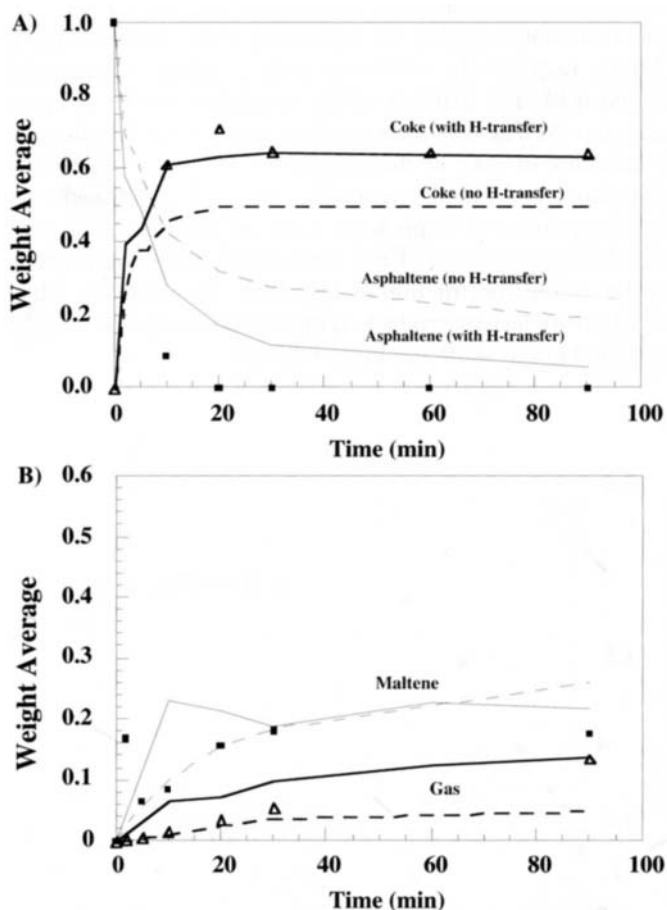 A)
1.0
0.8
0.6
0.4
0.2
0.0
Weight Average
Coke (with H-transfer)
Coke (no H-transfer)
Asphaltene (no H-transfer)
Asphaltene (with H-transfer)
0 20 40 60 80 100
Time (min)
B)
0.6
0.5
0.4
0.3
0.2
0.1
0
Weight Average
Maltene
Gas
0 20 40 60 80 100
Time (min)